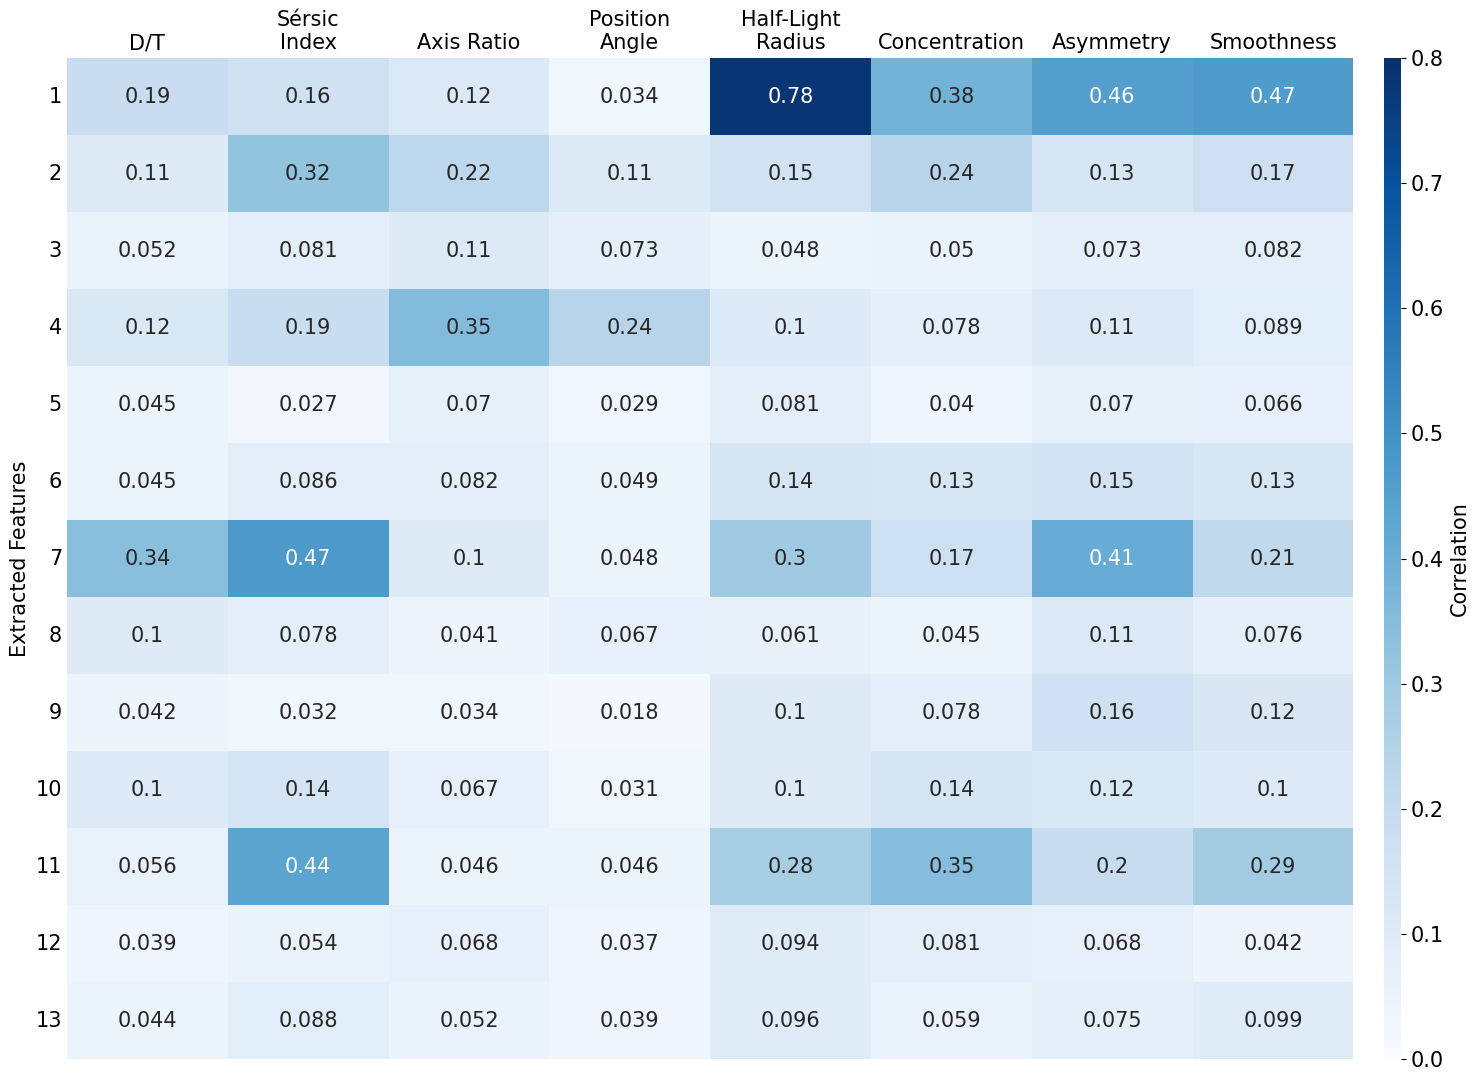 Sérsic
Index
Position
Angle
Half-Light
Radius
D/T
Axis Ratio
Concentration
Asymmetry
Smoothness
1 0.19 0.16 0.12 0.034 0.78 0.38 0.46 0.47
2 0.11 0.32 0.22 0.11 0.15 0.24 0.13 0.17
3 0.052 0.081 0.11 0.073 0.048 0.05 0.073 0.082
4 0.12 0.19 0.35 0.24 0.1 0.078 0.11 0.089
5 0.045 0.027 0.07 0.029 0.081 0.04 0.07 0.066
6 0.045 0.086 0.082 0.049 0.14 0.13 0.15 0.13
7 0.34 0.47 0.1 0.048 0.3 0.17 0.41 0.21
8 0.1 0.078 0.041 0.067 0.061 0.045 0.11 0.076
9 0.042 0.032 0.034 0.018 0.1 0.078 0.16 0.12
10 0.1 0.14 0.067 0.031 0.1 0.14 0.12 0.1
11 0.056 0.44 0.046 0.046 0.28 0.35 0.2 0.29
12 0.039 0.054 0.068 0.037 0.094 0.081 0.068 0.042
13 0.044 0.088 0.052 0.039 0.096 0.059 0.075 0.099
Extracted Features
0.8
0.7
0.6
0.5
0.4
0.3
0.2
0.1
0.0
Correlation